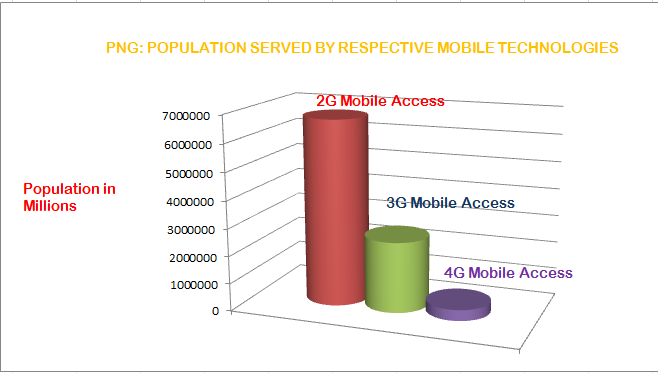 PNG: POPULATION SERVED BY RESPECTIVE MOBILE TECHNOLOGIES
2G Mobile Access
7000000
6000000
5000000
4000000
3000000
2000000
1000000
0
Population in
Millions
3G Mobile Access
4G Mobile Access